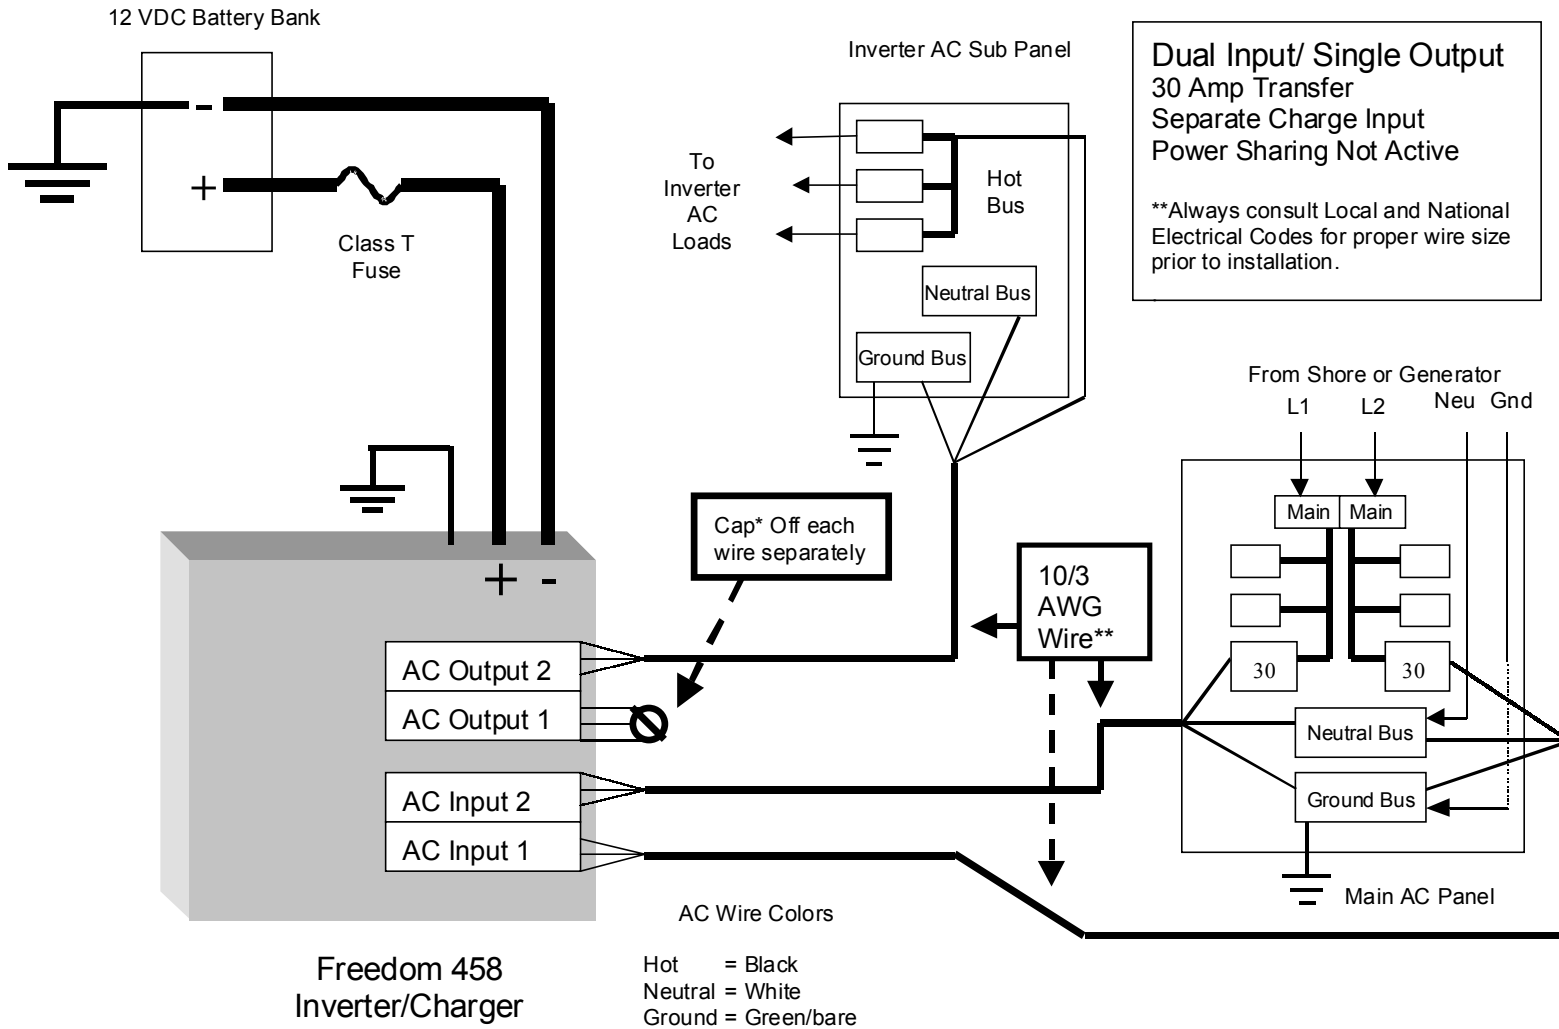 12 VDC Battery Bank
-
+
Class T
Fuse
Inverter AC Sub Panel
To
Inverter
AC
Loads
Hot
Bus
Neutral Bus
Ground Bus
Dual Input/ Single Output
30 Amp Transfer
Separate Charge Input
Power Sharing Not Active
**Always consult Local and National
Electrical Codes for proper wire size
prior to installation.
From Shore or Generator
L1
L2
Neu
Gnd
Main
Main
30
30
Neutral Bus
Ground Bus
Main AC Panel
Cap* Off each
wire separately
10/3
AWG
Wire**
+
-
AC Output 2
AC Output 1
AC Input 2
AC Input 1
Freedom 458
Inverter/Charger
AC Wire Colors
Hot = Black
Neutral = White
Ground = Green/bare